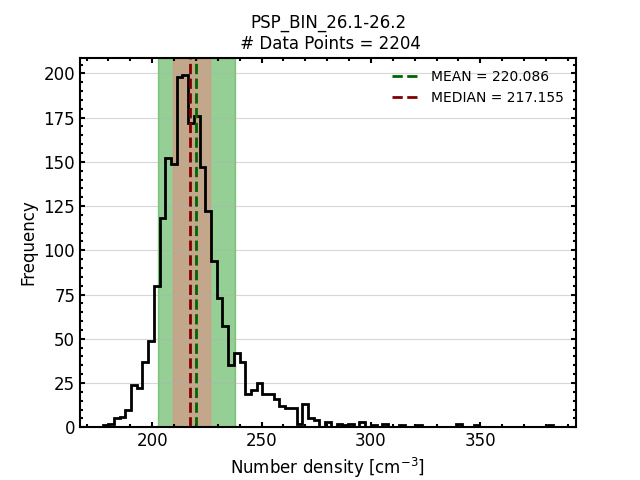 PSP_BIN_26.1-26.2
# Data Points = 2204
MEAN = 220.086
MEDIAN = 217.155
Frequency
200
175
150
125
100
75
50
25
0
200 250 300 350
Number density [cm⁻³]